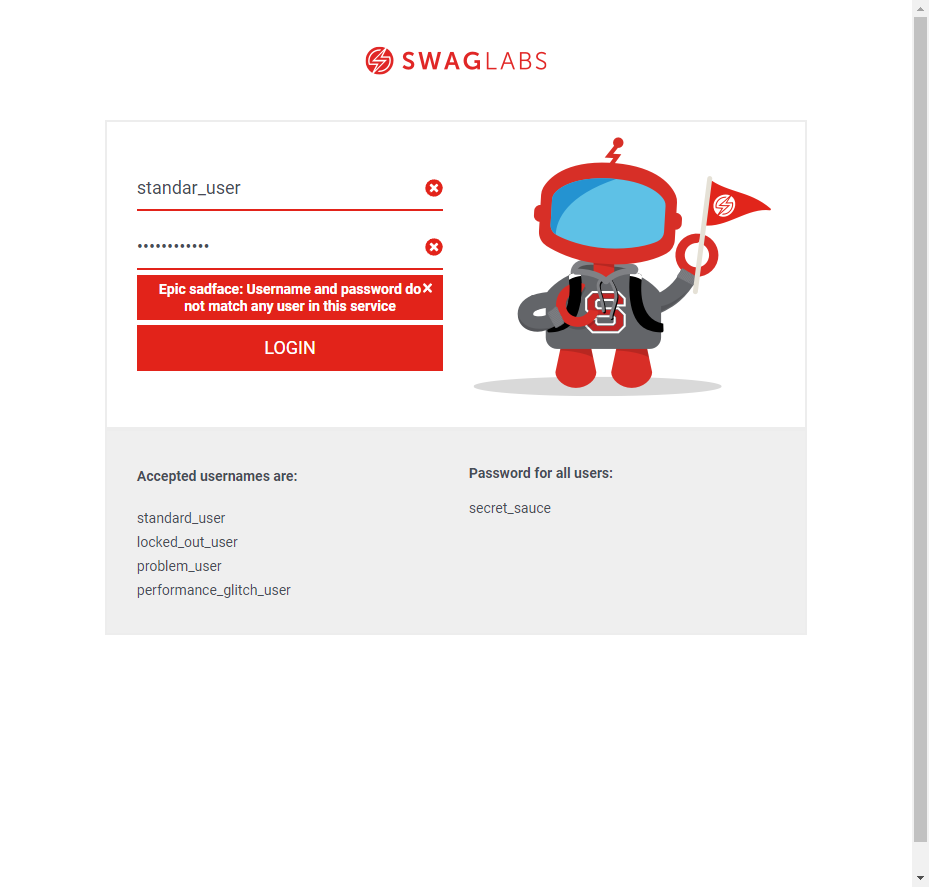 SWAGLABS
standar_user
••••••••••••
Epic sadface: Username and password do
not match any user in this service
LOGIN
S
Accepted usernames are:
standard_user
locked_out_user
problem_user
performance_glitch_user
Password for all users:
secret_sauce